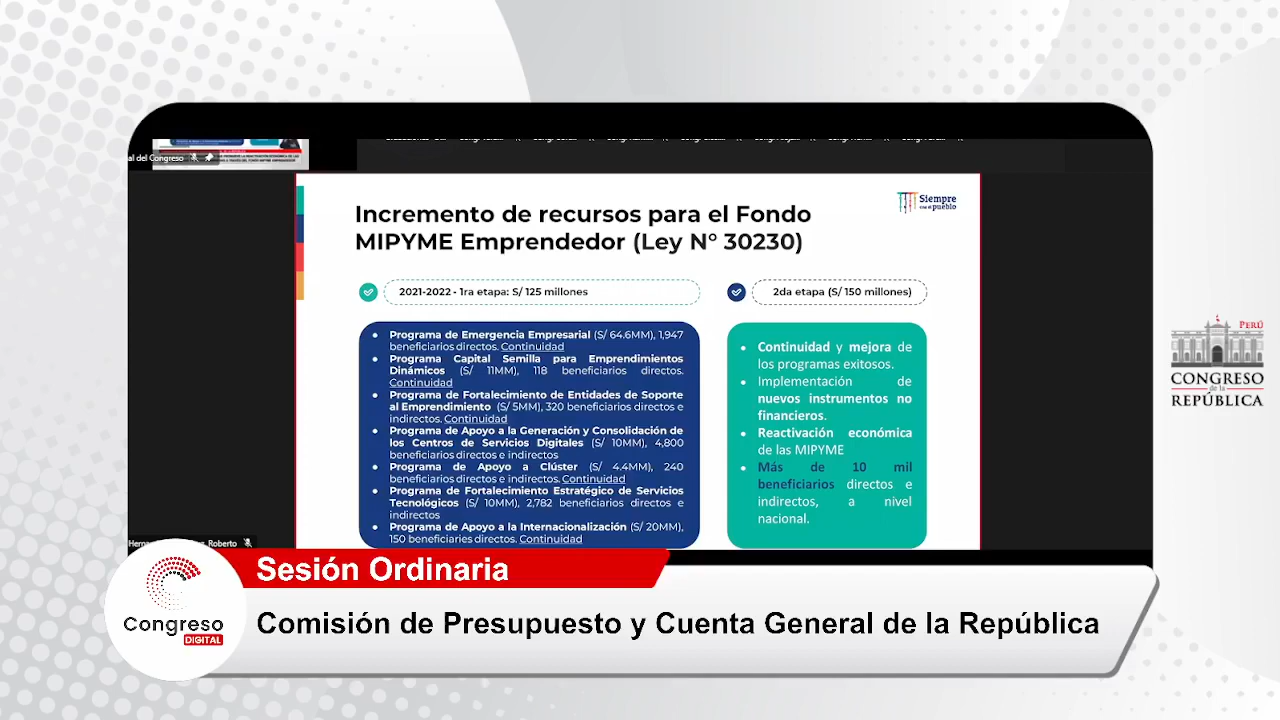 al del Congreso
Siempre
con el pueblo
Incremento de recursos para el Fondo
MIPYME Emprendedor (Ley N° 30230)
2021-2022 - 1ra etapa: S/ 125 millones
• Programa de Emergencia Empresarial (S/ 64.6MM), 1,947
beneficiarios directos. Continuidad
• Programa Capital Semilla para Emprendimientos
Dinámicos (S/ 11MM), 118 beneficiarios directos.
Continuidad
• Programa de Fortalecimiento de Entidades de Soporte
al Emprendimiento (S/ 5MM), 320 beneficiarios directos e
indirectos. Continuidad
• Programa de Apoyo a la Generación y Consolidación de
los Centros de Servicios Digitales (S/ 10MM), 4,800
beneficiarios directos e indirectos
• Programa de Apoyo a Clúster (S/ 4.4MM), 240
beneficiarios directos e indirectos. Continuidad
• Programa de Fortalecimiento Estratégico de Servicios
Tecnológicos (S/ 10MM), 2,782 beneficiarios directos e
indirectos
• Programa de Apoyo a la Internacionalización (S/ 20MM),
150 beneficiaries directos. Continuidad
2da etapa (S/ 150 millones)
• Continuidad y mejora de
los programas exitosos.
• Implementación de
nuevos instrumentos no
financieros.
• Reactivación económica
de las MIPYME
• Más de 10 mil
beneficiarios directos e
indirectos, a nivel
nacional.
Roberto
PERÚ
CONGRESO
de la
REPÚBLICA
Congreso
DIGITAL
Sesión Ordinaria
Comisión de Presupuesto y Cuenta General de la República